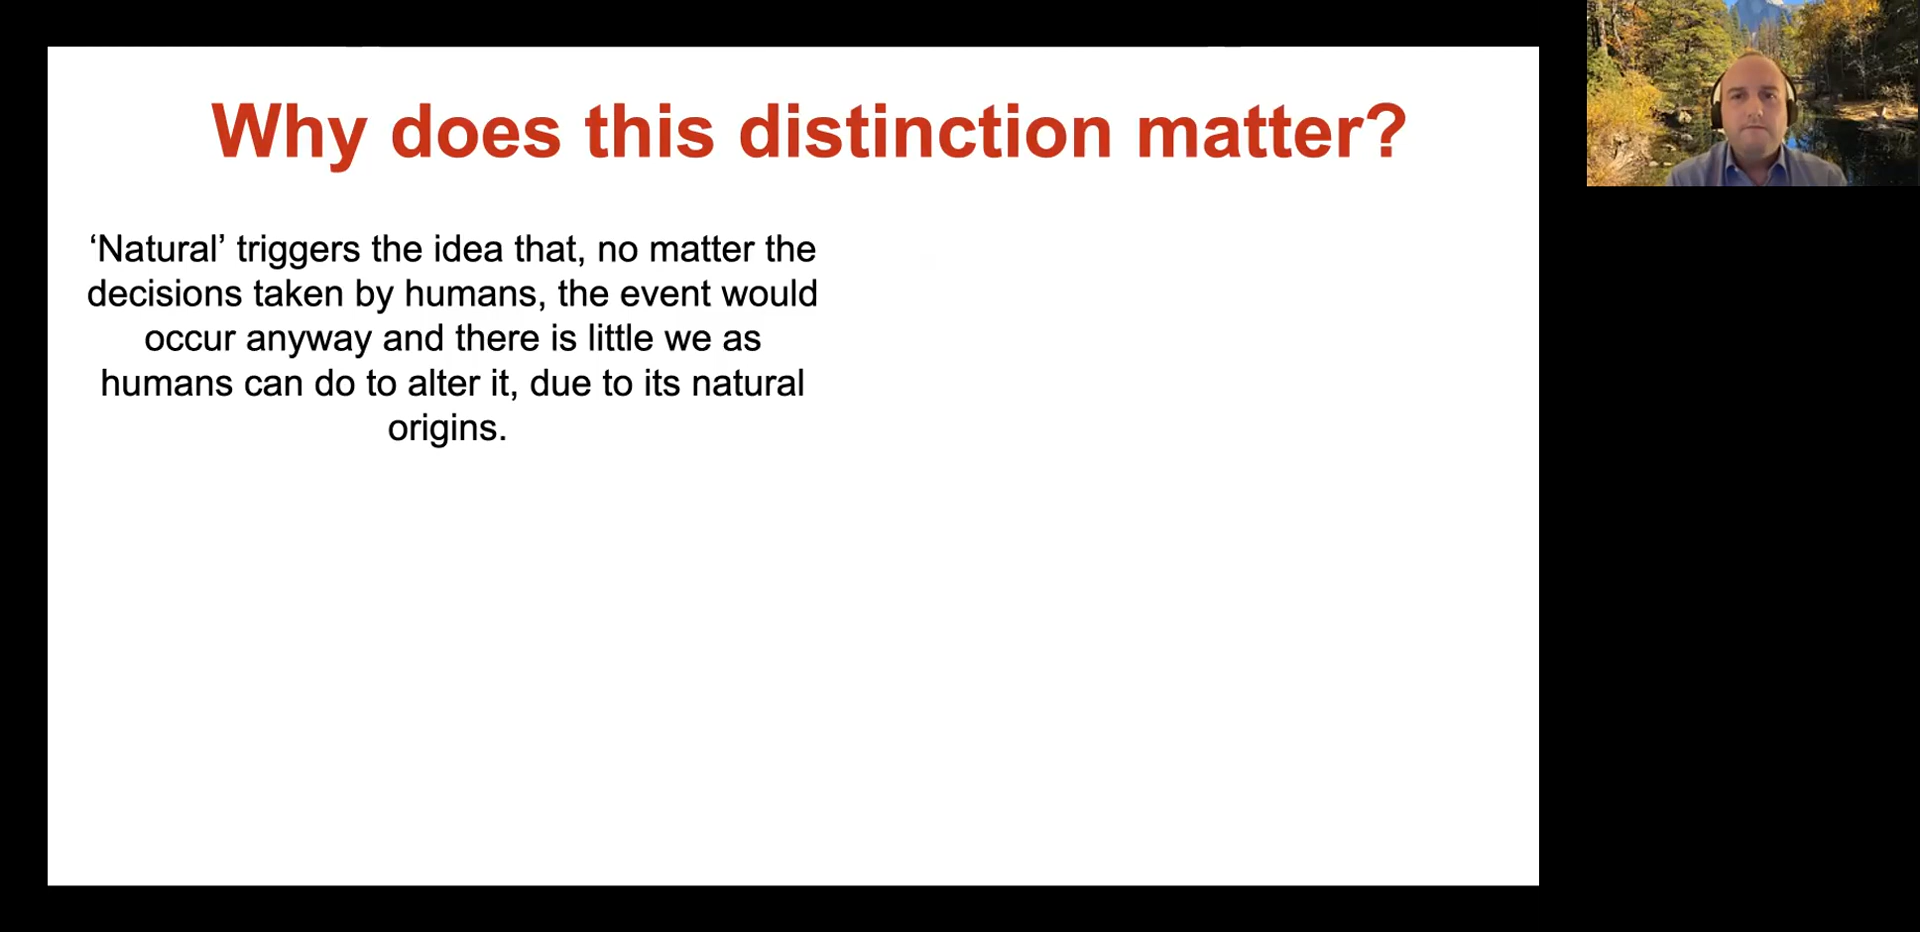 Why does this distinction matter?
‘Natural’ triggers the idea that, no matter the
decisions taken by humans, the event would
occur anyway and there is little we as
humans can do to alter it, due to its natural
origins.